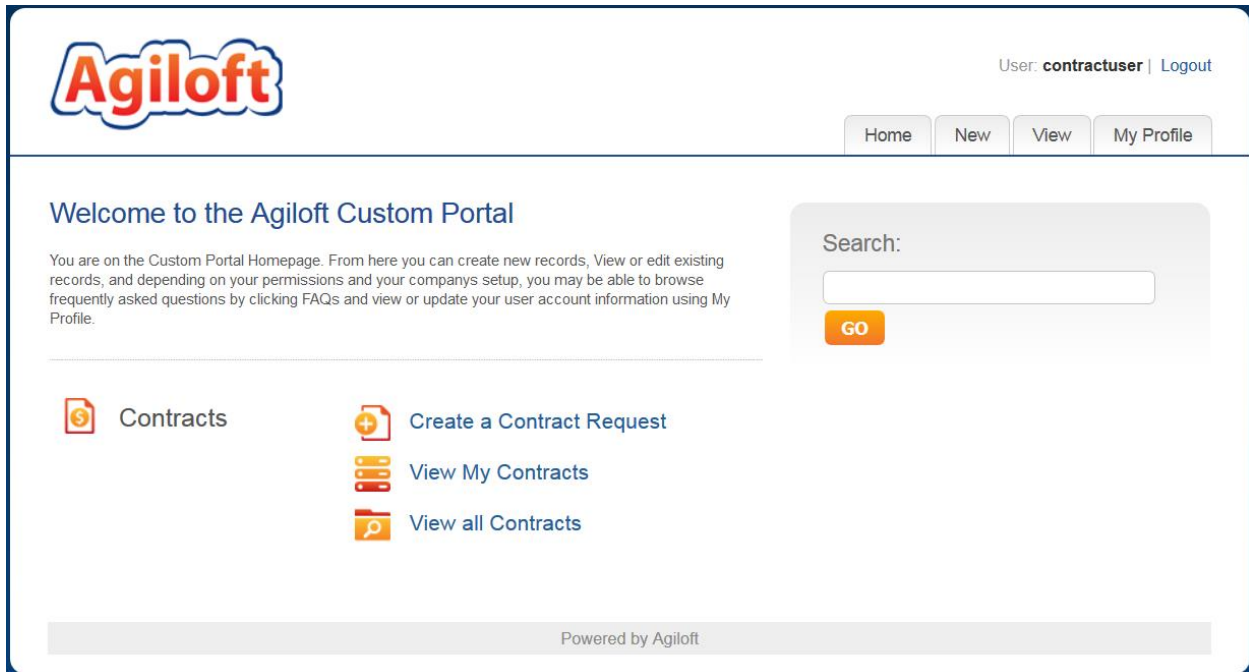 Agiloft
User: contractuser | Logout
Home New View My Profile
Welcome to the Agiloft Custom Portal
You are on the Custom Portal Homepage. From here you can create new records, View or edit existing
records, and depending on your permissions and your companys setup, you may be able to browse
frequently asked questions by clicking FAQs and view or update your user account information using My
Profile.
Search:
GO
Contracts
Create a Contract Request
View My Contracts
View all Contracts
Powered by Agiloft